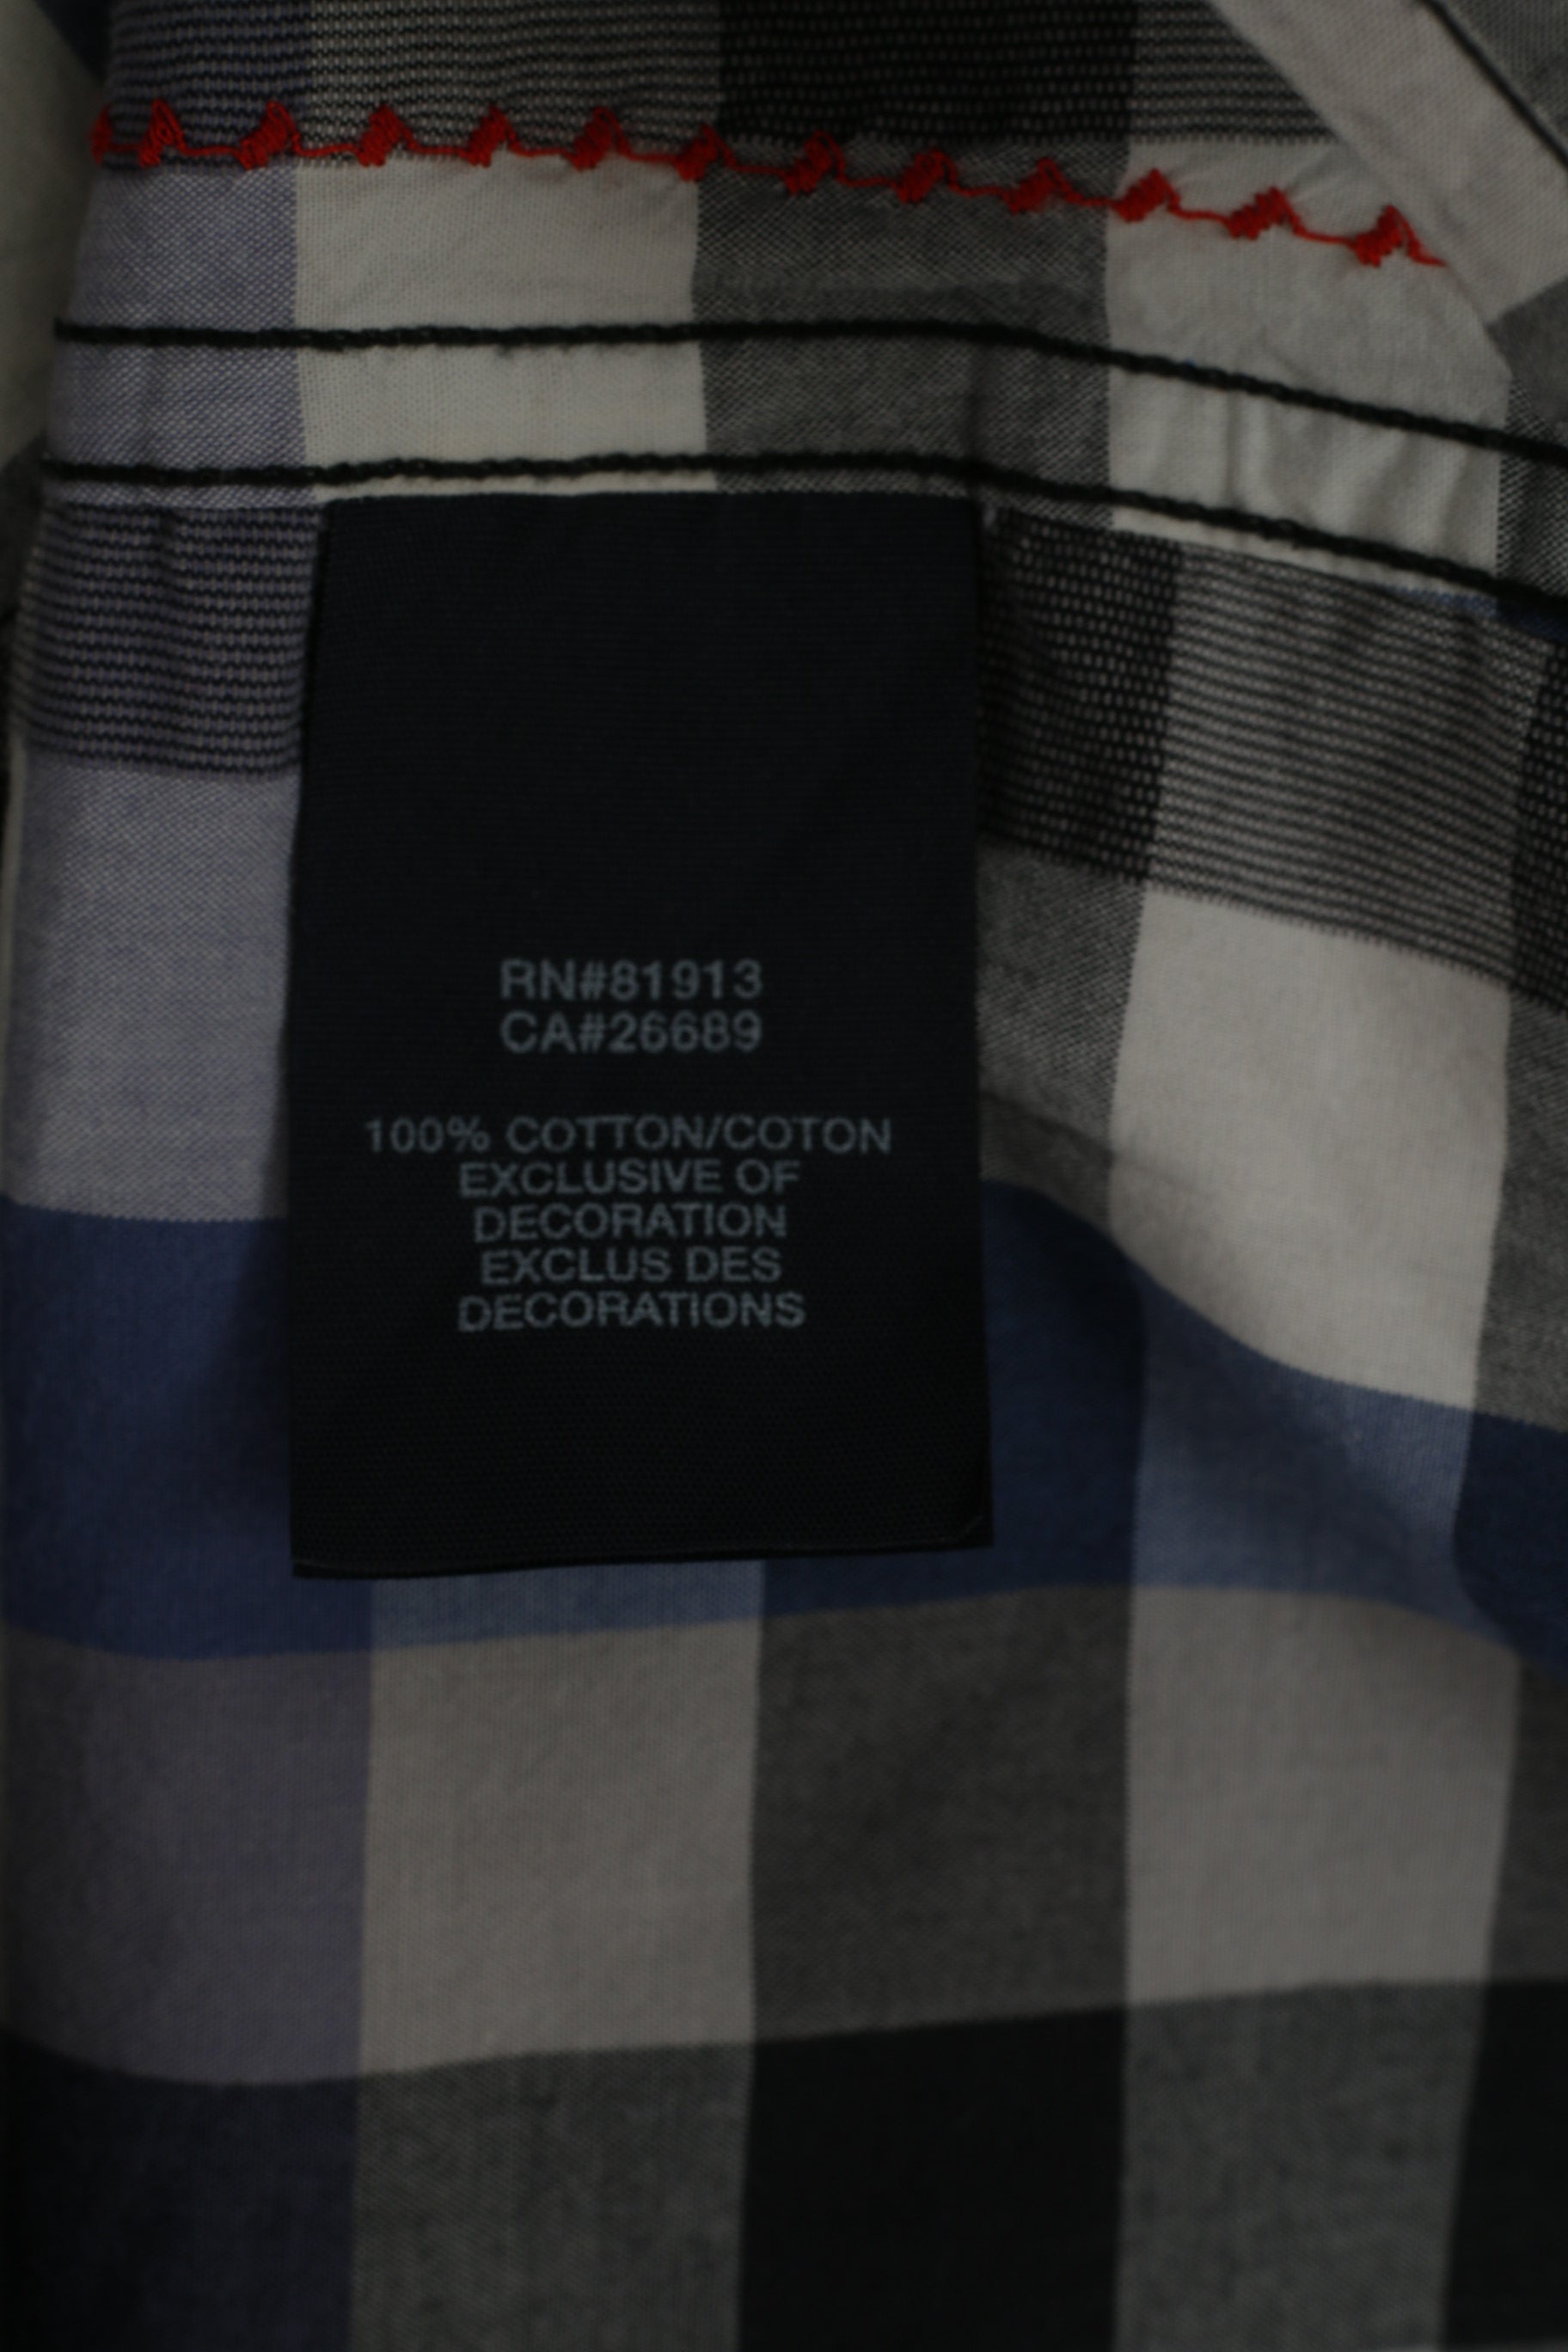 RN#81913
CA#26689
100% COTTON/COTON
EXCLUSIVE OF
DECORATION
EXCLUS DES
DECORATIONS